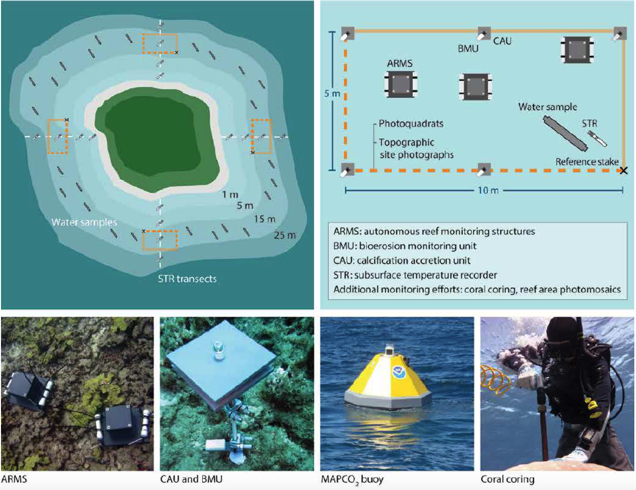 1 m
5 m
15 m
25 m
Water samples
STR transects
BMU
CAU
ARMS
5 m
Water sample
STR
Photoquadrats
Topographic
site photographs
Reference stake
10 m
ARMS: autonomous reef monitoring structures
BMU: bioerosion monitoring unit
CAU: calcification accretion unit
STR: subsurface temperature recorder
Additional monitoring efforts: coral coring, reef area photomosaics
ARMS
CAU and BMU
MAPCO₂ buoy
Coral coring